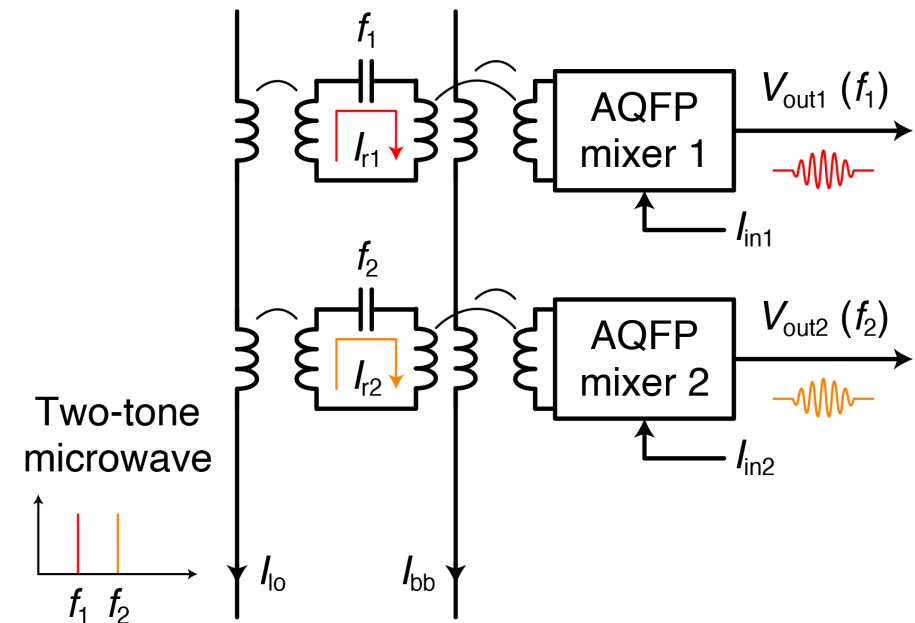 f1
AQFP
mixer 1
Vout1 (f1)
Ir1
Iin1
f2
AQFP
mixer 2
Vout2 (f2)
Ir2
Iin2
Two-tone
microwave
f1 f2
Ilo
Ibb